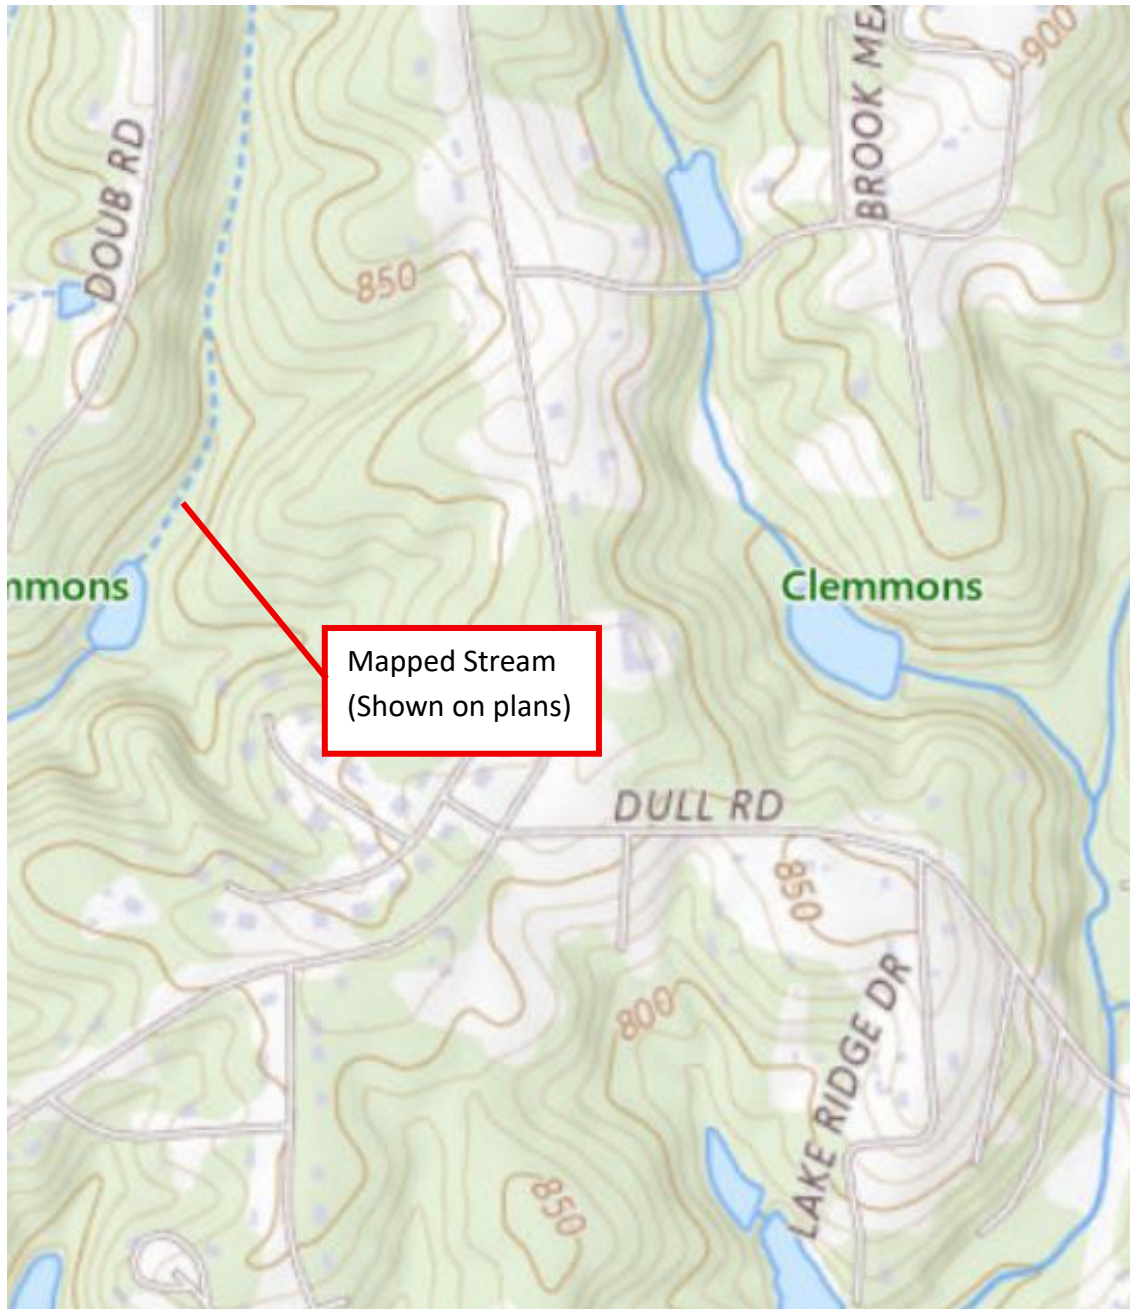 BROOK MEA
900
DOUB RD
850
mmons
Clemmons
Mapped Stream
(Shown on plans)
DULL RD
850
800
LAKE RIDGE DR
850